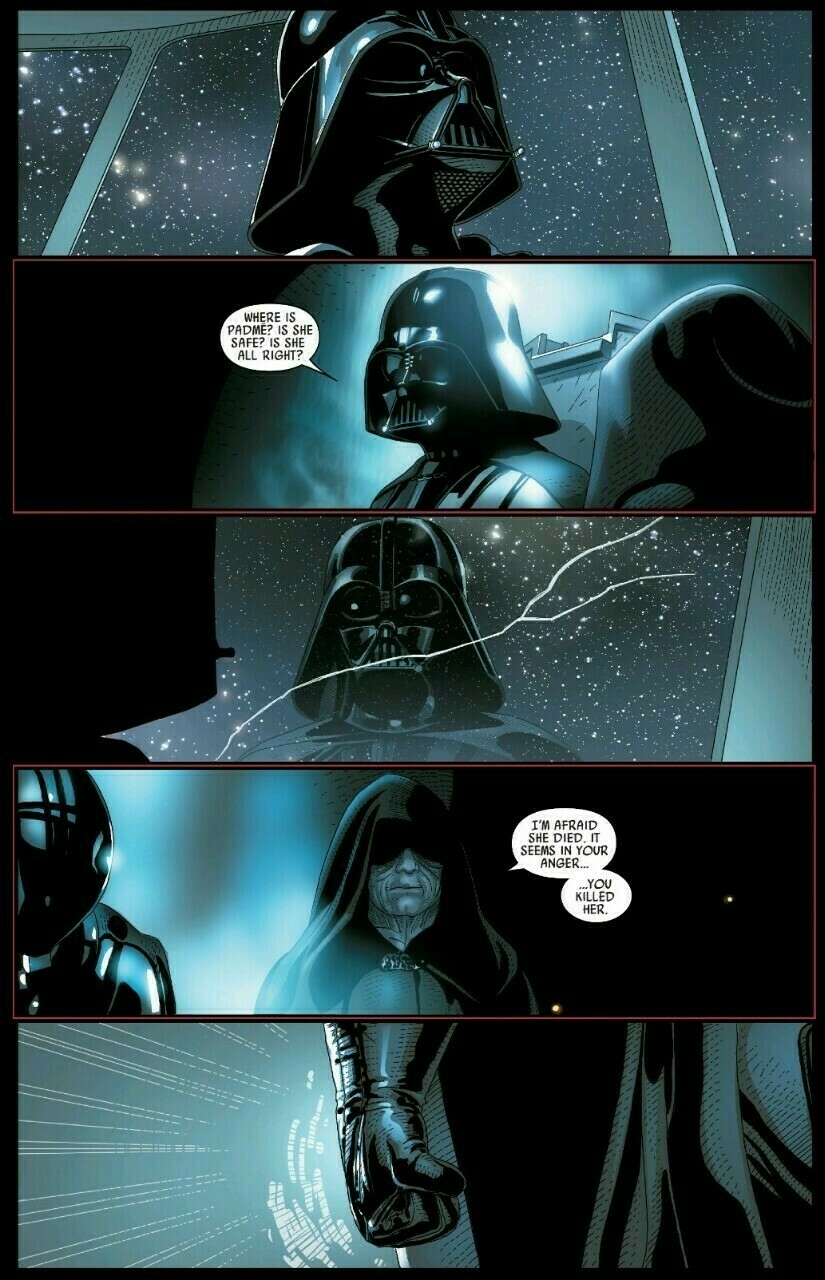 WHERE IS
PADMÉ? IS SHE
SAFE? IS SHE
ALL RIGHT?
I'M AFRAID
SHE DIED. IT
SEEMS IN YOUR
ANGER...
...YOU
KILLED
HER.